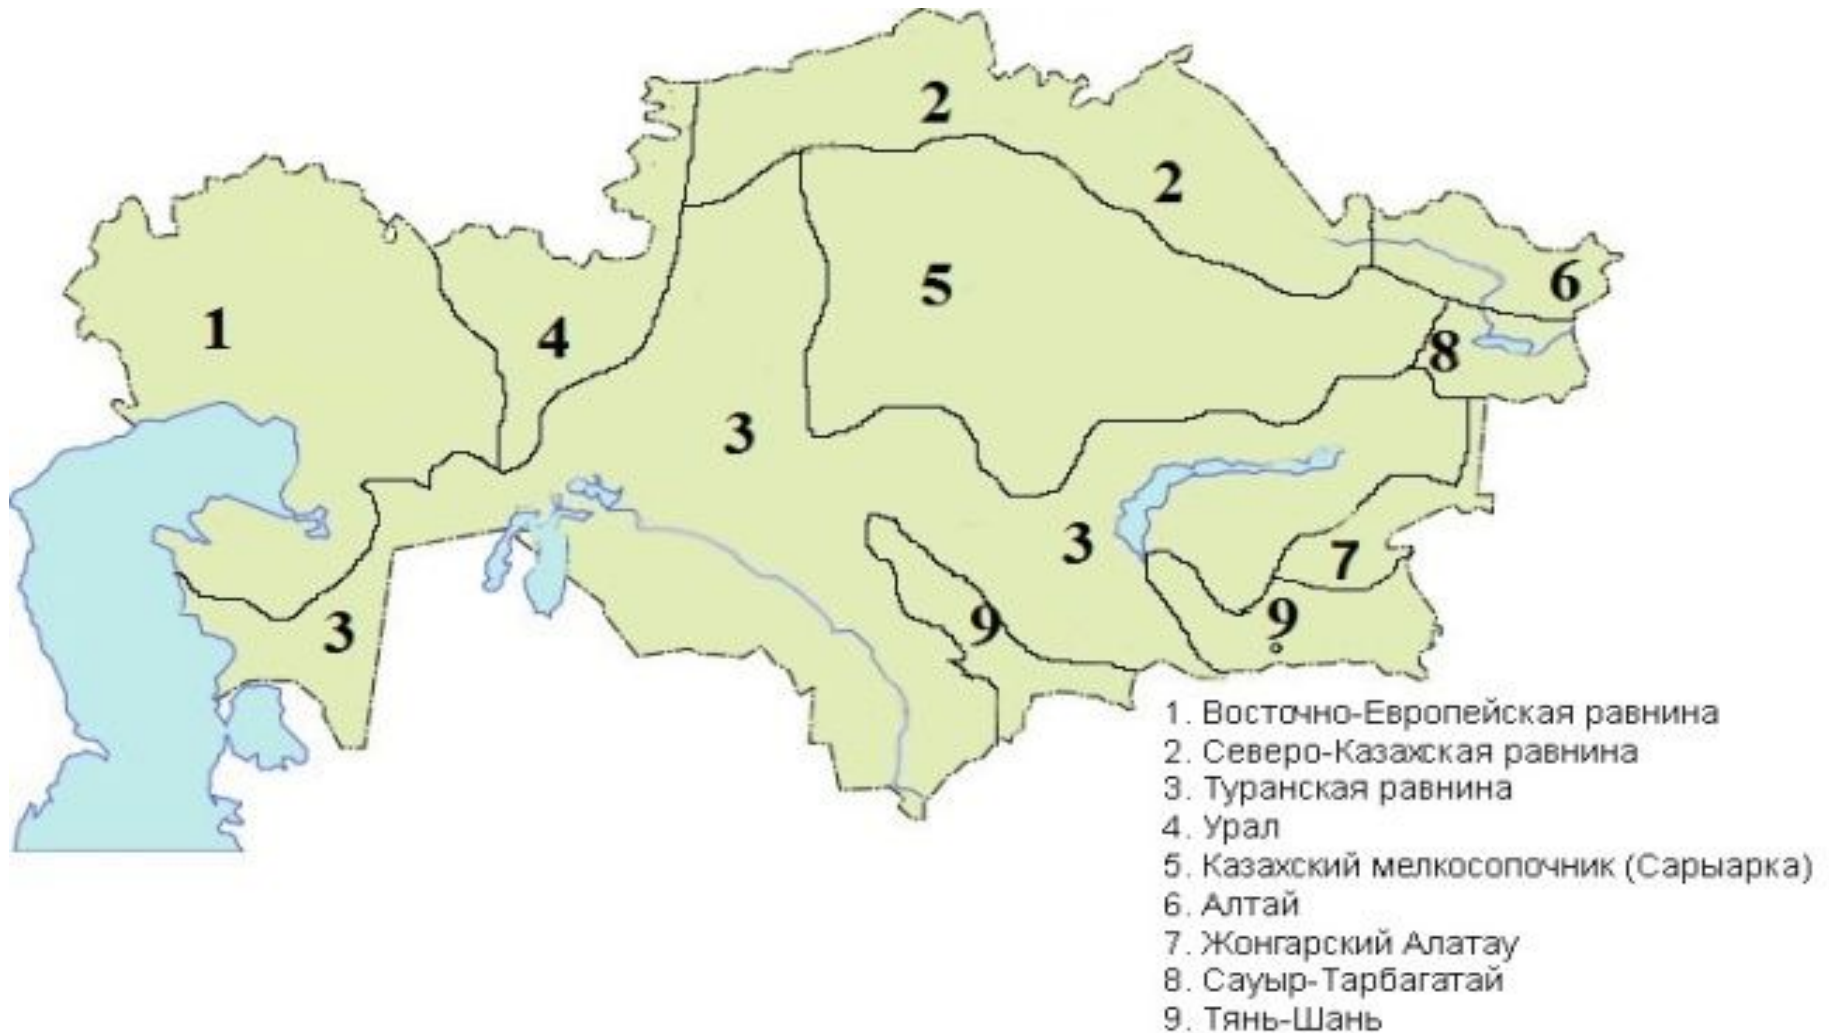 2
2
6
5
1
4
8
3
3
7
9
9
3
1. Восточно-Европейская равнина
2. Северо-Казахская равнина
3. Туранская равнина
4. Урал
5. Казахский мелкосопочник (Сарыарка)
6. Алтай
7. Жонгарский Алатау
8. Сауыр-Тарбагатай
9. Тянь-Шань